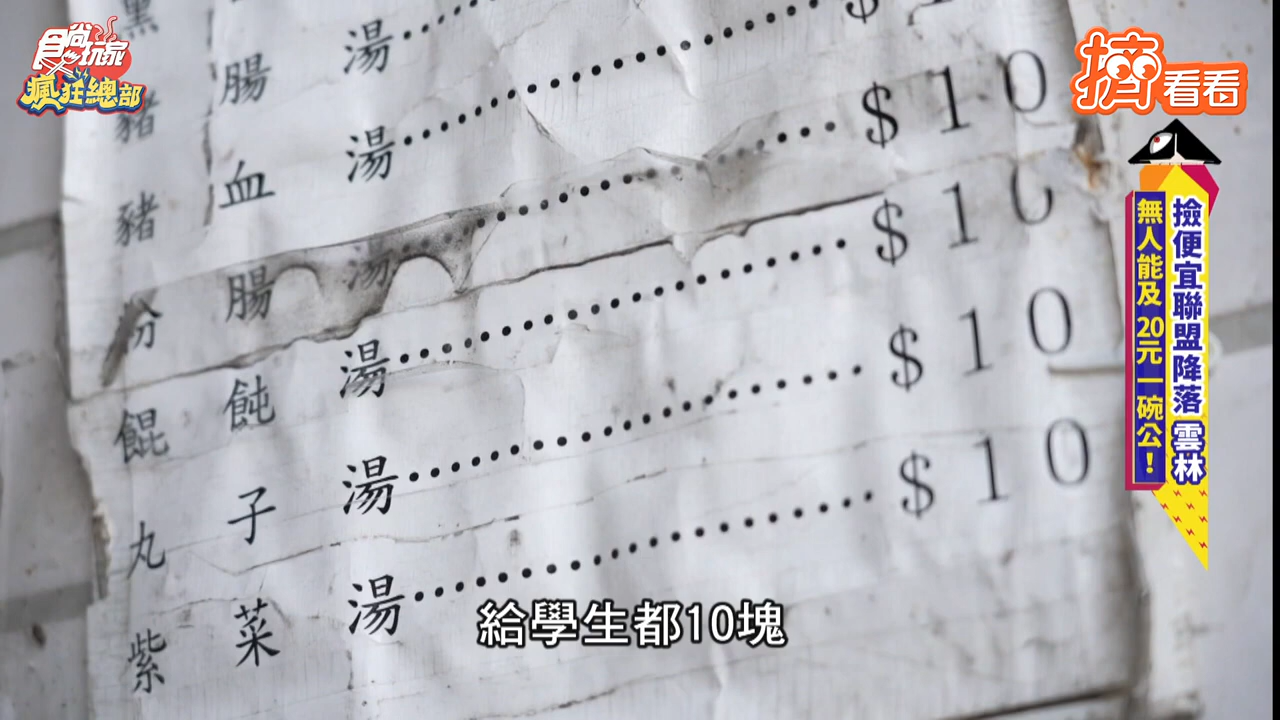 食尚玩家
瘋狂總部
擠看看
撿便宜聯盟降落 雲林
無人能及 20元一碗公！
黑
豬腸湯
豬血湯……$1
粉腸湯……$10
餛飩湯……$10
丸子湯……$10
紫菜湯……$10
給學生都10塊